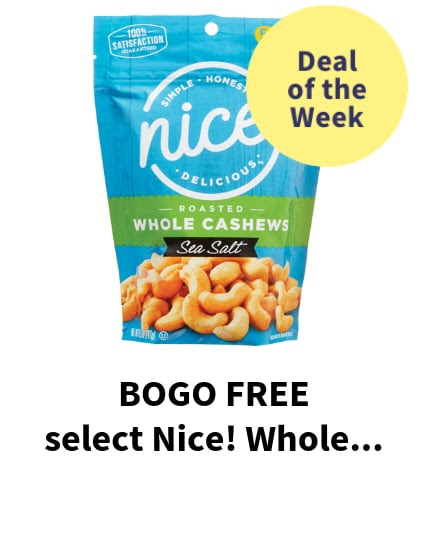 100%
SATISFACTION
GUARANTEED
Deal
of the
Week
SIMPLE • HONEST
nice
• DELICIOUS •
ROASTED
WHOLE CASHEWS
Sea Salt
BOGO FREE
select Nice! Whole...